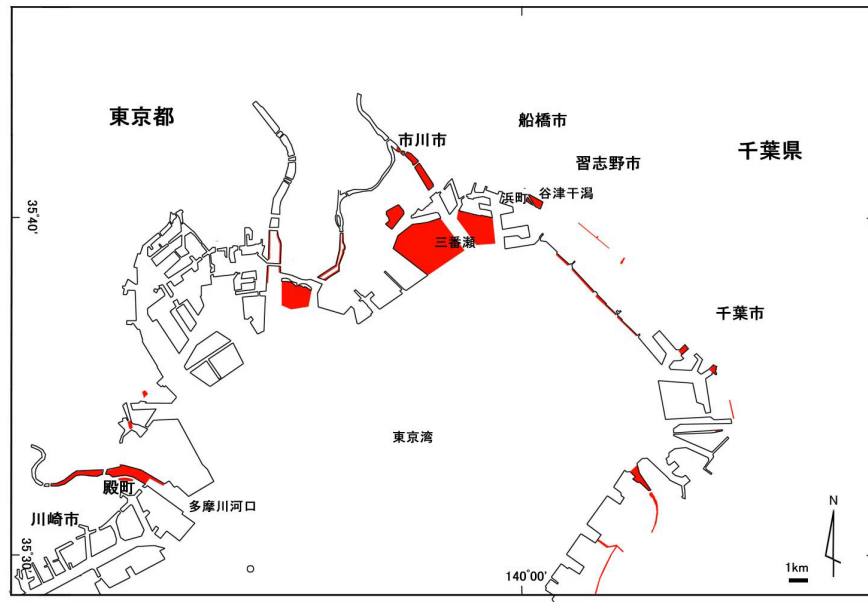 東京都
市川市
船橋市
習志野市
千葉県
浜町
谷津干潟
35°40'
三番瀬
千葉市
東京湾
殿町
多摩川河口
川崎市
35°30'
140°00'
N
1km